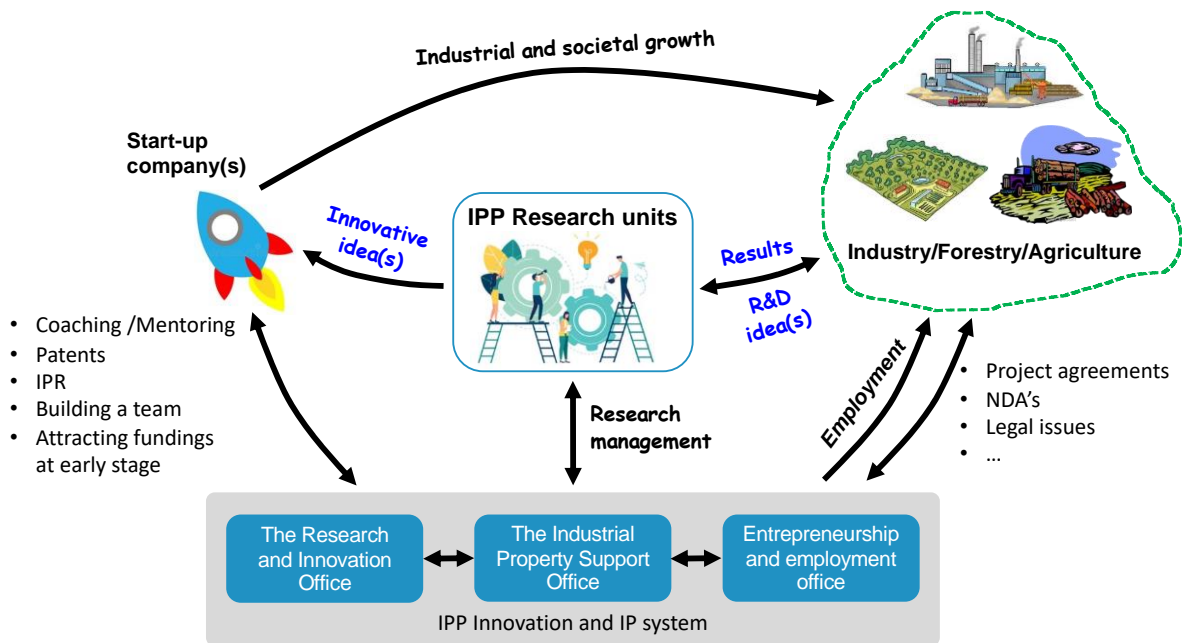 Industrial and societal growth
Start-up
company(s)
IPP Research units
Innovative
idea(s)
Results
R&D
idea(s)
Industry/Forestry/Agriculture
• Coaching /Mentoring
• Patents
• IPR
• Building a team
• Attracting fundings
at early stage
Research
management
Employment
• Project agreements
• NDA's
• Legal issues
• ...
The Research
and Innovation
Office
The Industrial
Property Support
Office
Entrepreneurship
and employment
office
IPP Innovation and IP system